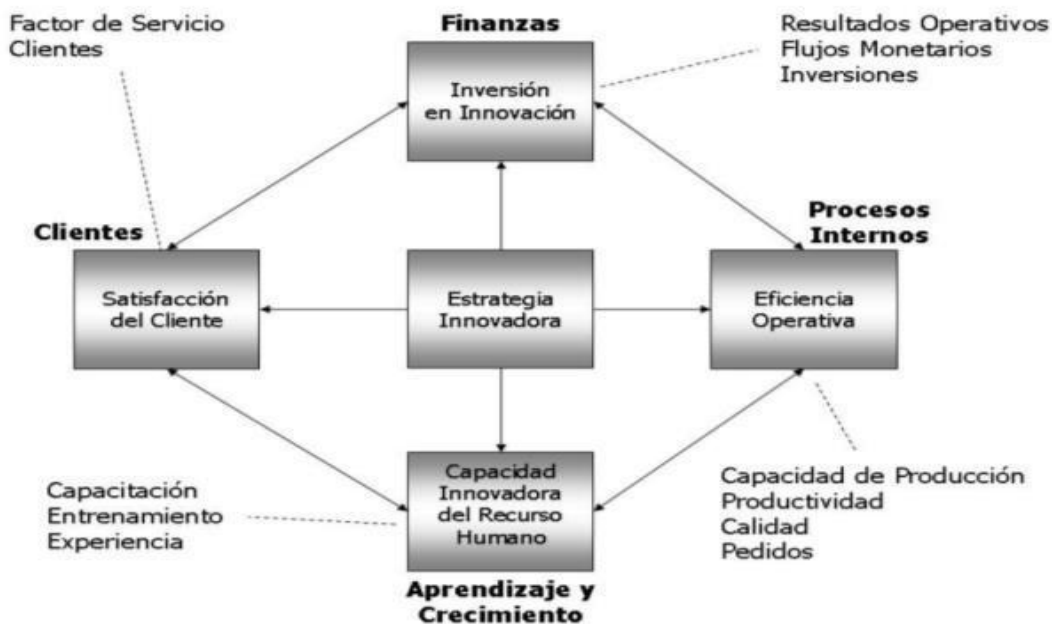 Factor de Servicio
Clientes
Finanzas
Inversión
en Innovación
Resultados Operativos
Flujos Monetarios
Inversiones
Clientes
Satisfacción
del Cliente
Estrategia
Innovadora
Procesos
Internos
Eficiencia
Operativa
Capacitación
Entrenamiento
Experiencia
Capacidad
Innovadora
del Recurso
Humano
Aprendizaje y
Crecimiento
Capacidad de Producción
Productividad
Calidad
Pedidos